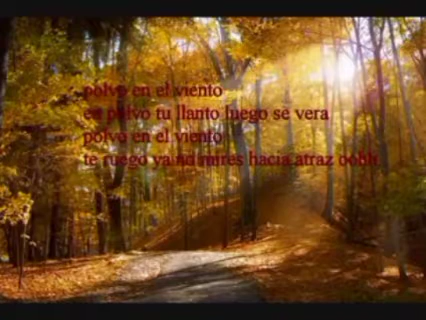 polvo en el viento
en polvo tu llanto luego se vera
polvo en el viento
te ruego ya no mires hacia atraz oohh